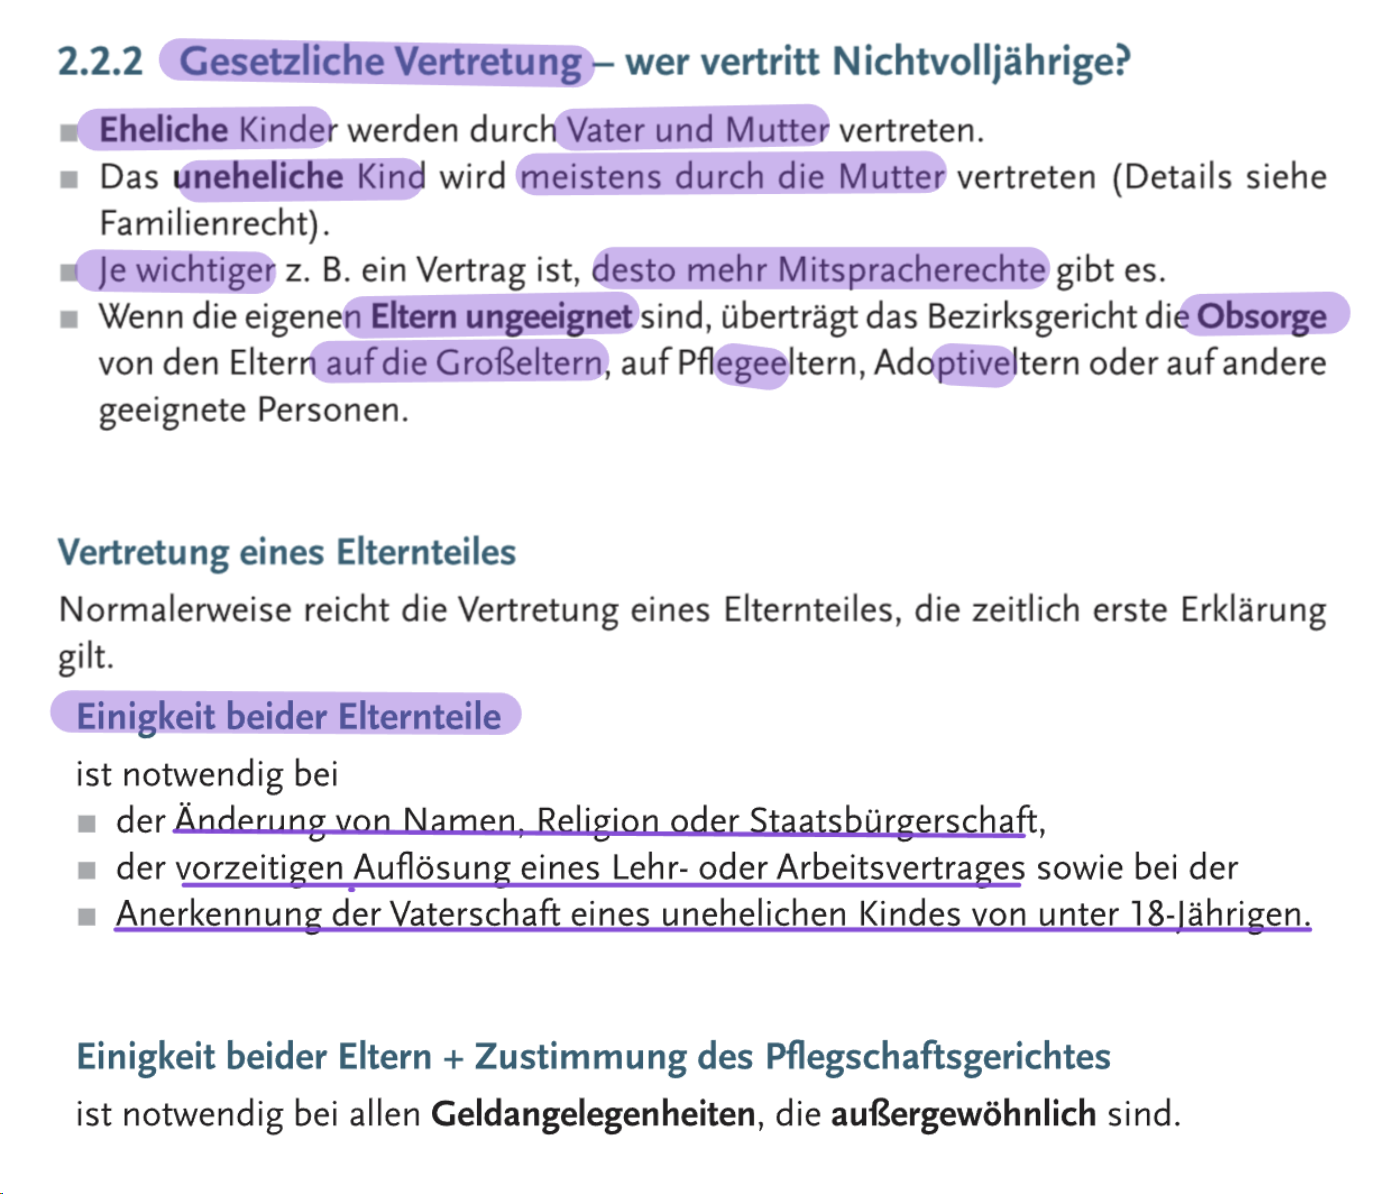 2.2.2 Gesetzliche Vertretung – wer vertritt Nichtvolljährige?
■ Eheliche Kinder werden durch Vater und Mutter vertreten.
■ Das uneheliche Kind wird meistens durch die Mutter vertreten (Details siehe
Familienrecht).
■ Je wichtiger z. B. ein Vertrag ist, desto mehr Mitspracherechte gibt es.
■ Wenn die eigenen Eltern ungeeignet sind, überträgt das Bezirksgericht die Obsorge
von den Eltern auf die Großeltern, auf Pflegeeltern, Adoptiveltern oder auf andere
geeignete Personen.
Vertretung eines Elternteiles
Normalerweise reicht die Vertretung eines Elternteiles, die zeitlich erste Erklärung
gilt.
Einigkeit beider Elternteile
ist notwendig bei
■ der Änderung von Namen, Religion oder Staatsbürgerschaft,
■ der vorzeitigen Auflösung eines Lehr- oder Arbeitsvertrages sowie bei der
■ Anerkennung der Vaterschaft eines unehelichen Kindes von unter 18-Jährigen.
Einigkeit beider Eltern + Zustimmung des Pflegschaftsgerichtes
ist notwendig bei allen Geldangelegenheiten, die außergewöhnlich sind.